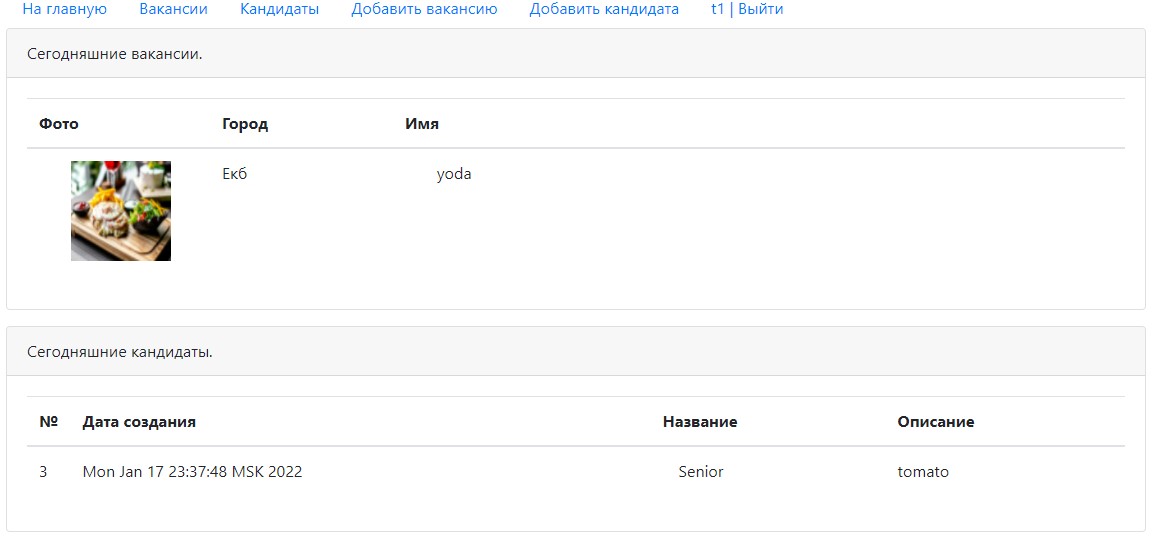 На главную Вакансии Кандидаты Добавить вакансию Добавить кандидата t1 | Выйти
Сегодняшние вакансии.
Фото Город Имя
Екб yoda
Сегодняшние кандидаты.
№ Дата создания Название Описание
3 Mon Jan 17 23:37:48 MSK 2022 Senior tomato